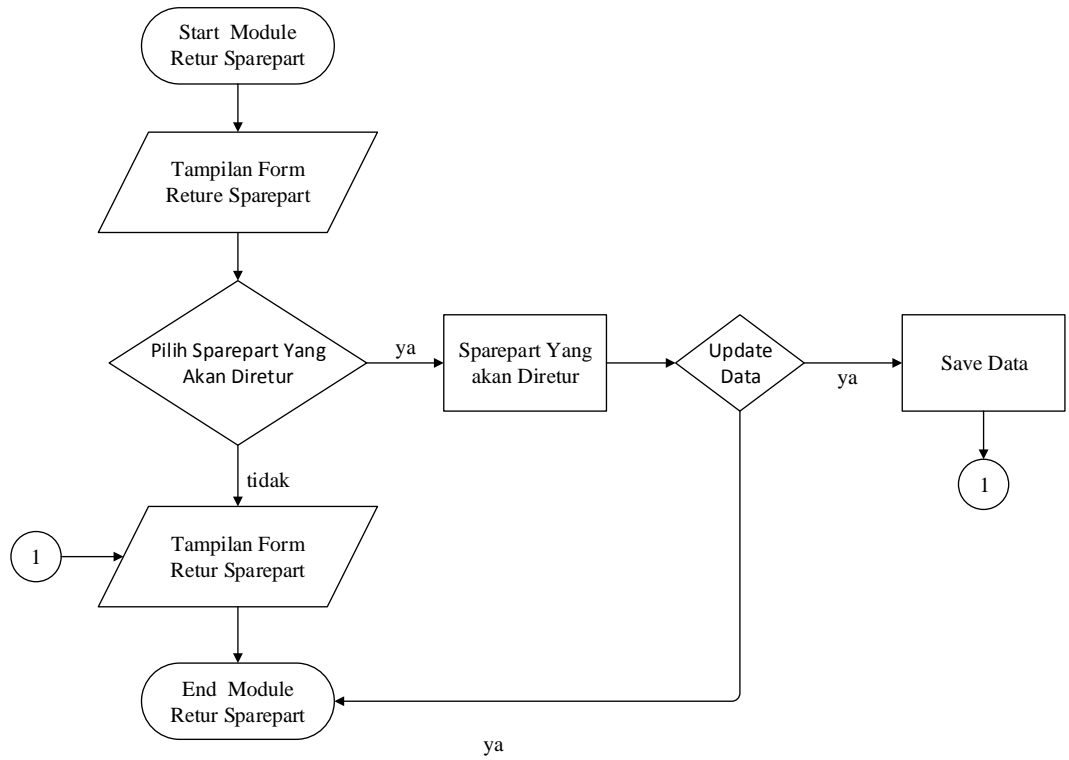 Start Module
Retur Sparepart
Tampilan Form
Reture Sparepart
Pilih Sparepart Yang
Akan Diretur
ya
Sparepart Yang
akan Diretur
Update
Data
ya
Save Data
1
tidak
1
Tampilan Form
Retur Sparepart
End Module
Retur Sparepart
ya